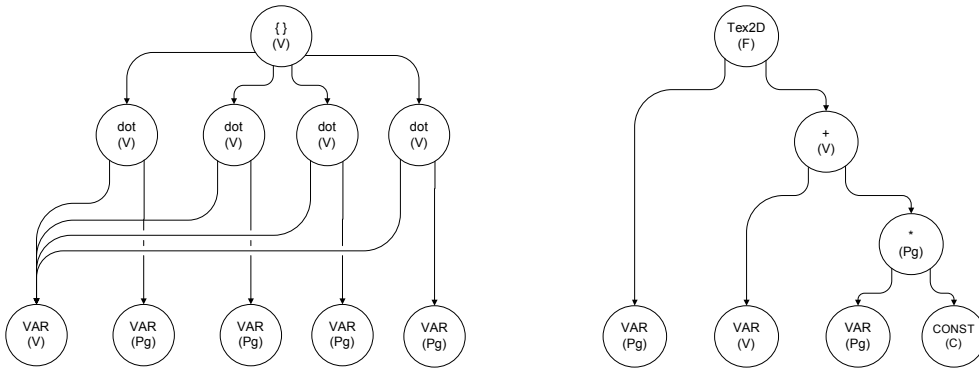 { }
(V)
Tex2D
(F)
dot
(V)
dot
(V)
dot
(V)
dot
(V)
+
(V)
*
(Pg)
VAR
(V)
VAR
(Pg)
VAR
(Pg)
VAR
(Pg)
VAR
(Pg)
VAR
(Pg)
VAR
(V)
VAR
(Pg)
CONST
(C)